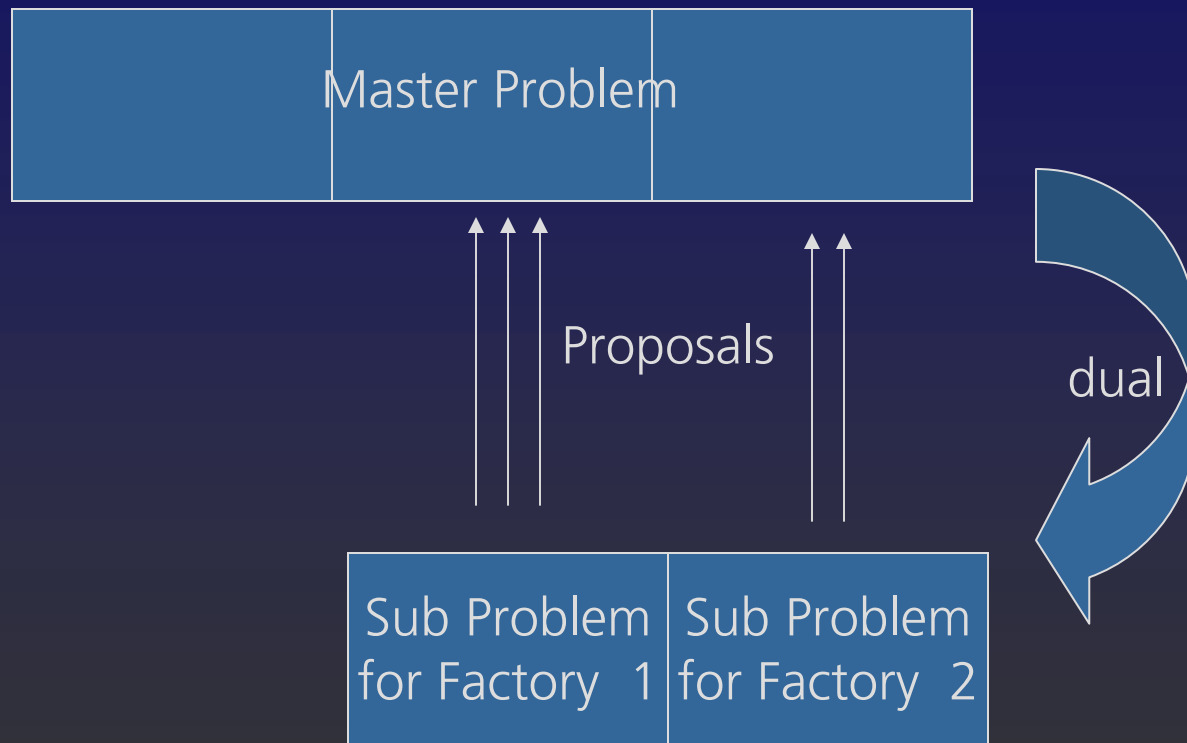 Master Problem
Proposals
dual
Sub Problem
for Factory 1
Sub Problem
for Factory 2